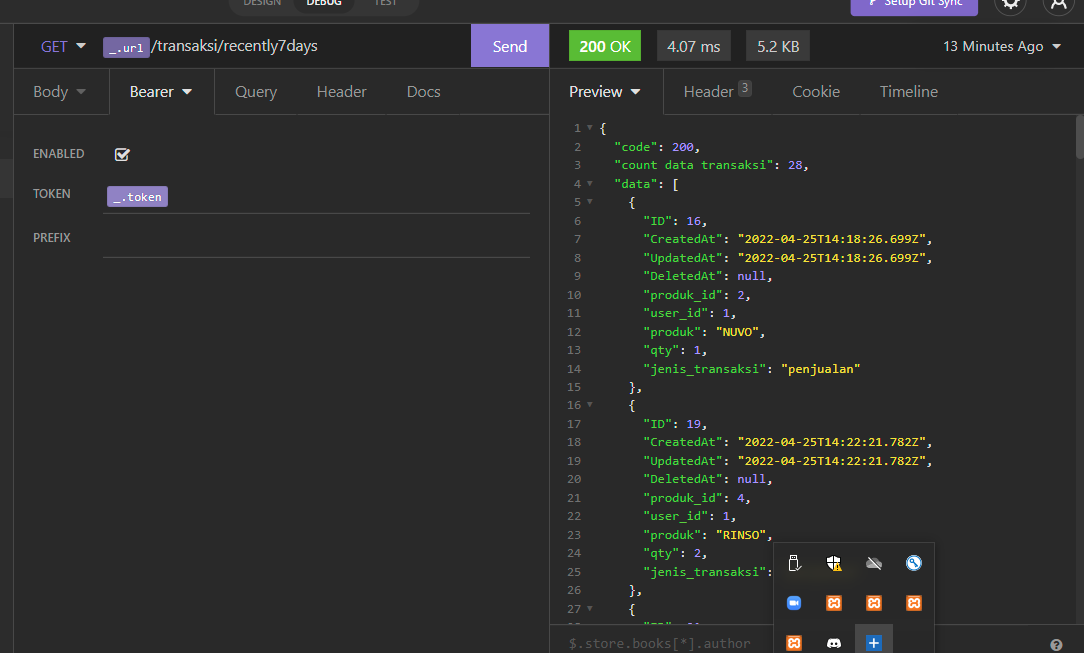 DESIGN DEBUG TEST Setup Git Sync
GET _.url/transaksi/recently7days Send 200 OK 4.07 ms 5.2 KB 13 Minutes Ago
Body Bearer Query Header Docs Preview Header 3 Cookie Timeline
ENABLED
TOKEN _.token
PREFIX
1 {
2 "code": 200,
3 "count data transaksi": 28,
4 "data": [
5 {
6 "ID": 16,
7 "CreatedAt": "2022-04-25T14:18:26.699Z",
8 "UpdatedAt": "2022-04-25T14:18:26.699Z",
9 "DeletedAt": null,
10 "produk_id": 2,
11 "user_id": 1,
12 "produk": "NUVO",
13 "qty": 1,
14 "jenis_transaksi": "penjualan"
15 },
16 {
17 "ID": 19,
18 "CreatedAt": "2022-04-25T14:22:21.782Z",
19 "UpdatedAt": "2022-04-25T14:22:21.782Z",
20 "DeletedAt": null,
21 "produk_id": 4,
22 "user_id": 1,
23 "produk": "RINSO",
24 "qty": 2,
25 "jenis_transaksi":
26 },
27 {
$.store.books[*].author